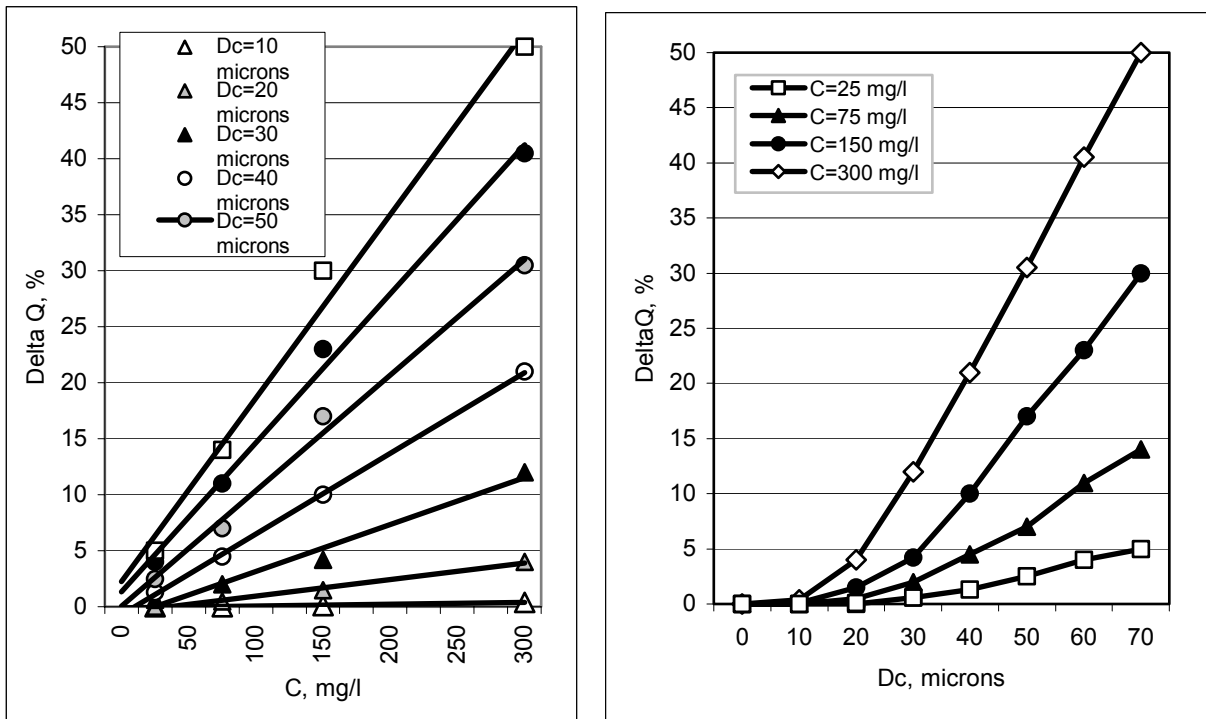 Delta Q, %
50
45
40
35
30
25
20
15
10
5
0
Dc=10
microns
Dc=20
microns
Dc=30
microns
Dc=40
microns
Dc=50
microns
0
50
100
150
200
250
300
C, mg/l
DeltaQ, %
50
45
40
35
30
25
20
15
10
5
0
C=25 mg/l
C=75 mg/l
C=150 mg/l
C=300 mg/l
0 10 20 30 40 50 60 70
Dc, microns